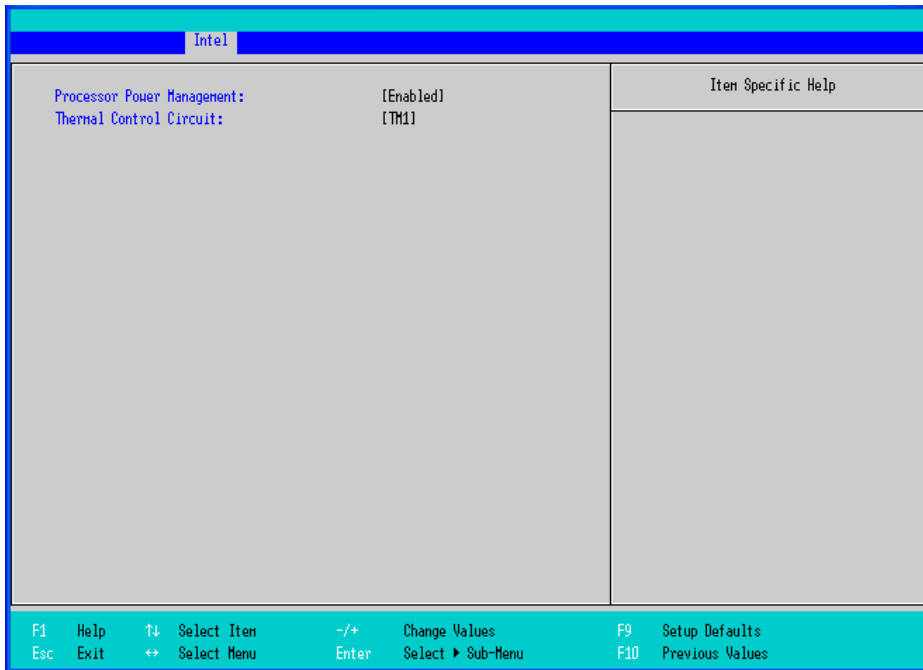 Intel
Processor Power Management: [Enabled]
Thermal Control Circuit: [TM1]
Item Specific Help
F1 Help ↑↓ Select Item -/+ Change Values F9 Setup Defaults
Esc Exit ↔ Select Menu Enter Select ▶ Sub-Menu F10 Previous Values